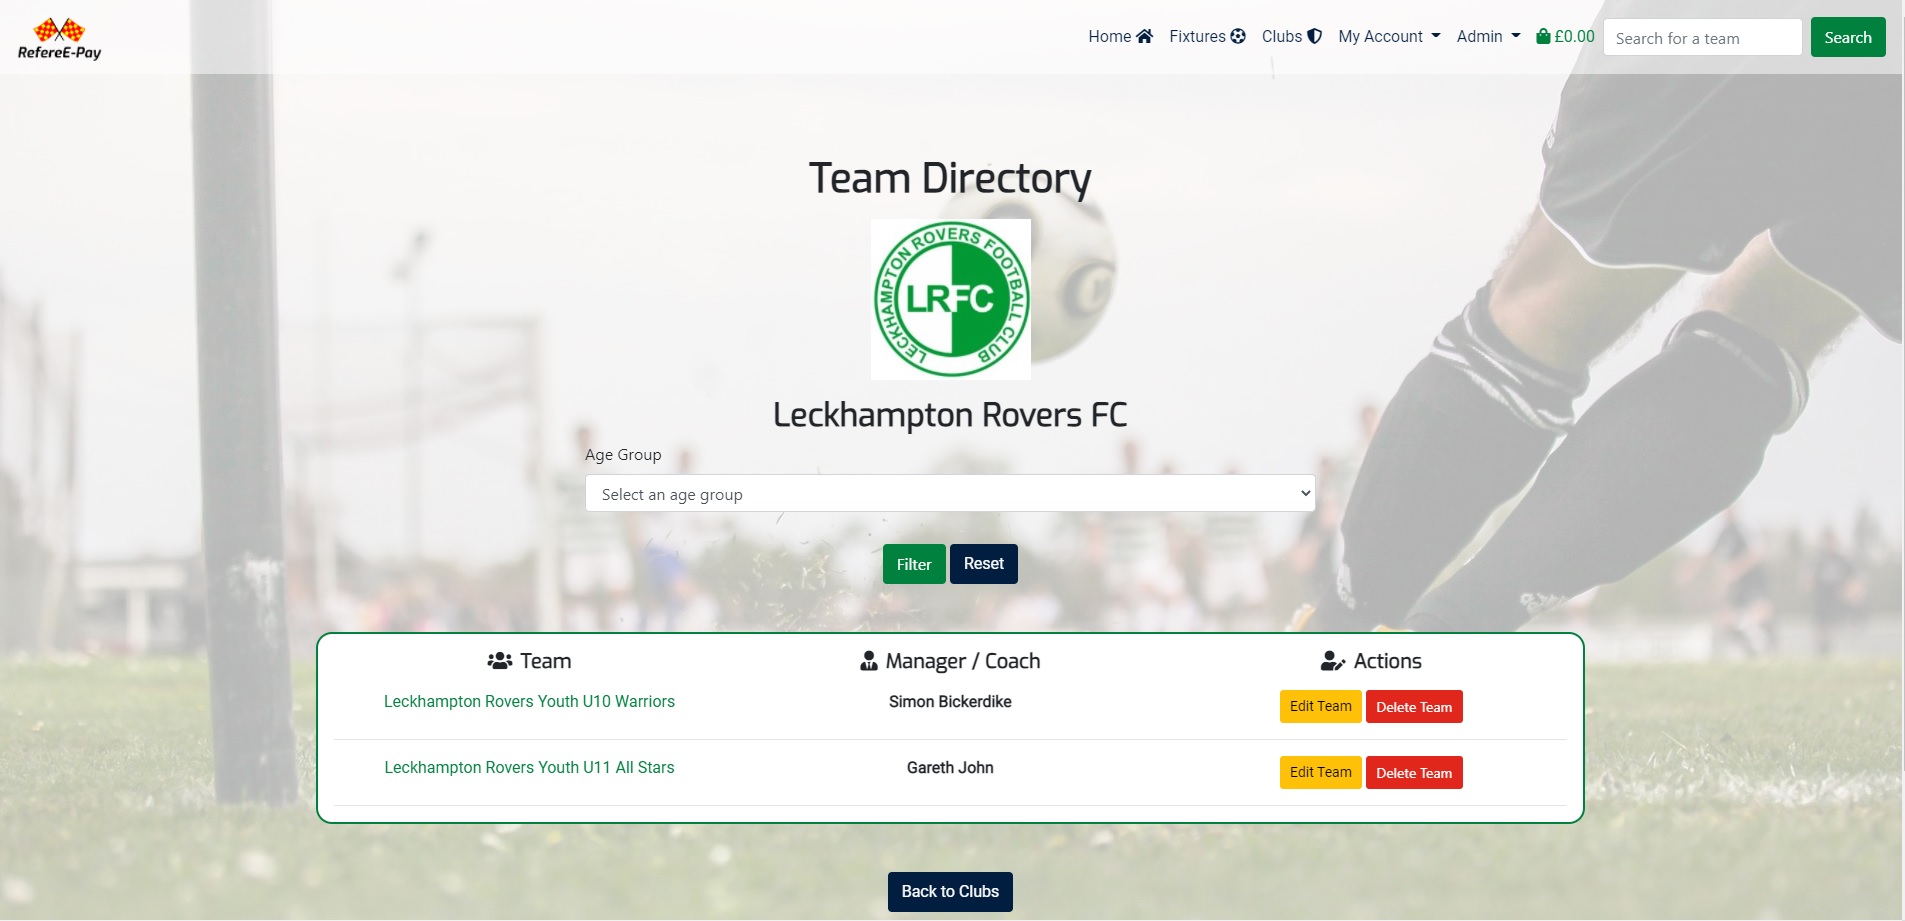 RefereE-Pay
Home
Fixtures
Clubs
My Account
Admin
£0.00
Search for a team
Search
Team Directory
LECKHAMPTON ROVERS FOOTBALL CLUB
LRFC
Leckhampton Rovers FC
Age Group
Select an age group
Filter
Reset
Team
Manager / Coach
Actions
Leckhampton Rovers Youth U10 Warriors
Simon Bickerdike
Edit Team
Delete Team
Leckhampton Rovers Youth U11 All Stars
Gareth John
Edit Team
Delete Team
Back to Clubs